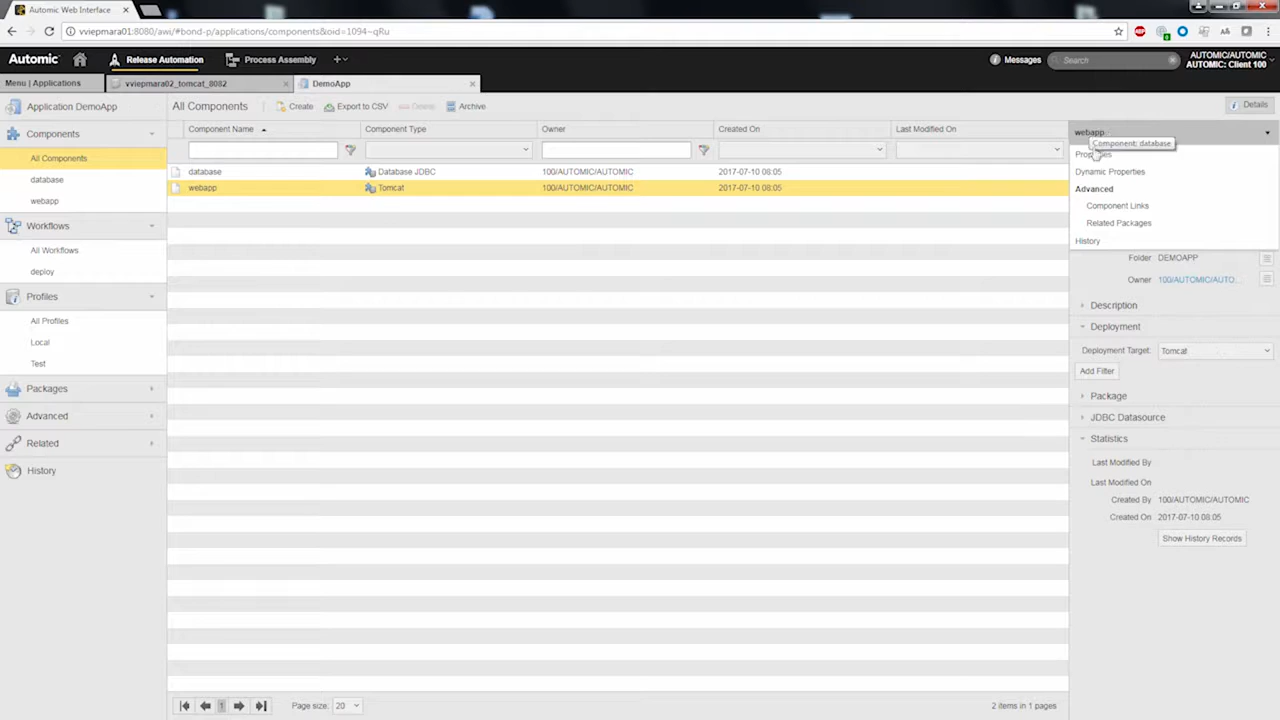 Automic Web Interface
vviepmara01:8080/awi/#bond-p/applications/components&oid=1094~qRu
Automic
Release Automation
Process Assembly
Messages
Search
AUTOMIC/AUTOMIC
AUTOMIC: Client 100
Menu | Applications
vviepmara02_tomcat_8082
DemoApp
Application DemoApp
All Components
Create
Export to CSV
Delete
Archive
Details
Components
All Components
database
webapp
Workflows
All Workflows
deploy
Profiles
All Profiles
Local
Test
Packages
Advanced
Related
History
Component Name
Component Type
Owner
Created On
Last Modified On
database
Database JDBC
100/AUTOMIC/AUTOMIC
2017-07-10 08:05
webapp
Tomcat
100/AUTOMIC/AUTOMIC
2017-07-10 08:05
webapp
Component: database
Properties
Dynamic Properties
Advanced
Component Links
Related Packages
History
Folder DEMOAPP
Owner 100/AUTOMIC/AUTO...
Description
Deployment
Deployment Target: Tomcat
Add Filter
Package
JDBC Datasource
Statistics
Last Modified By
Last Modified On
Created By 100/AUTOMIC/AUTOMIC
Created On 2017-07-10 08:05
Show History Records
1
Page size: 20
2 items in 1 pages